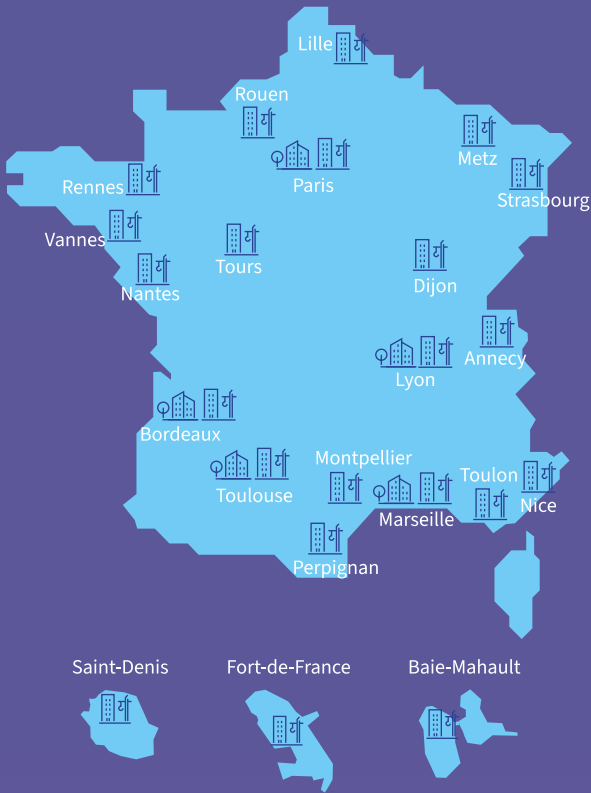 Lille
Rouen
Metz
Paris
Rennes
Strasbourg
Vannes
Tours
Nantes
Dijon
Annecy
Lyon
Bordeaux
Montpellier
Toulon
Toulouse
Nice
Marseille
Perpignan
Saint-Denis
Fort-de-France
Baie-Mahault